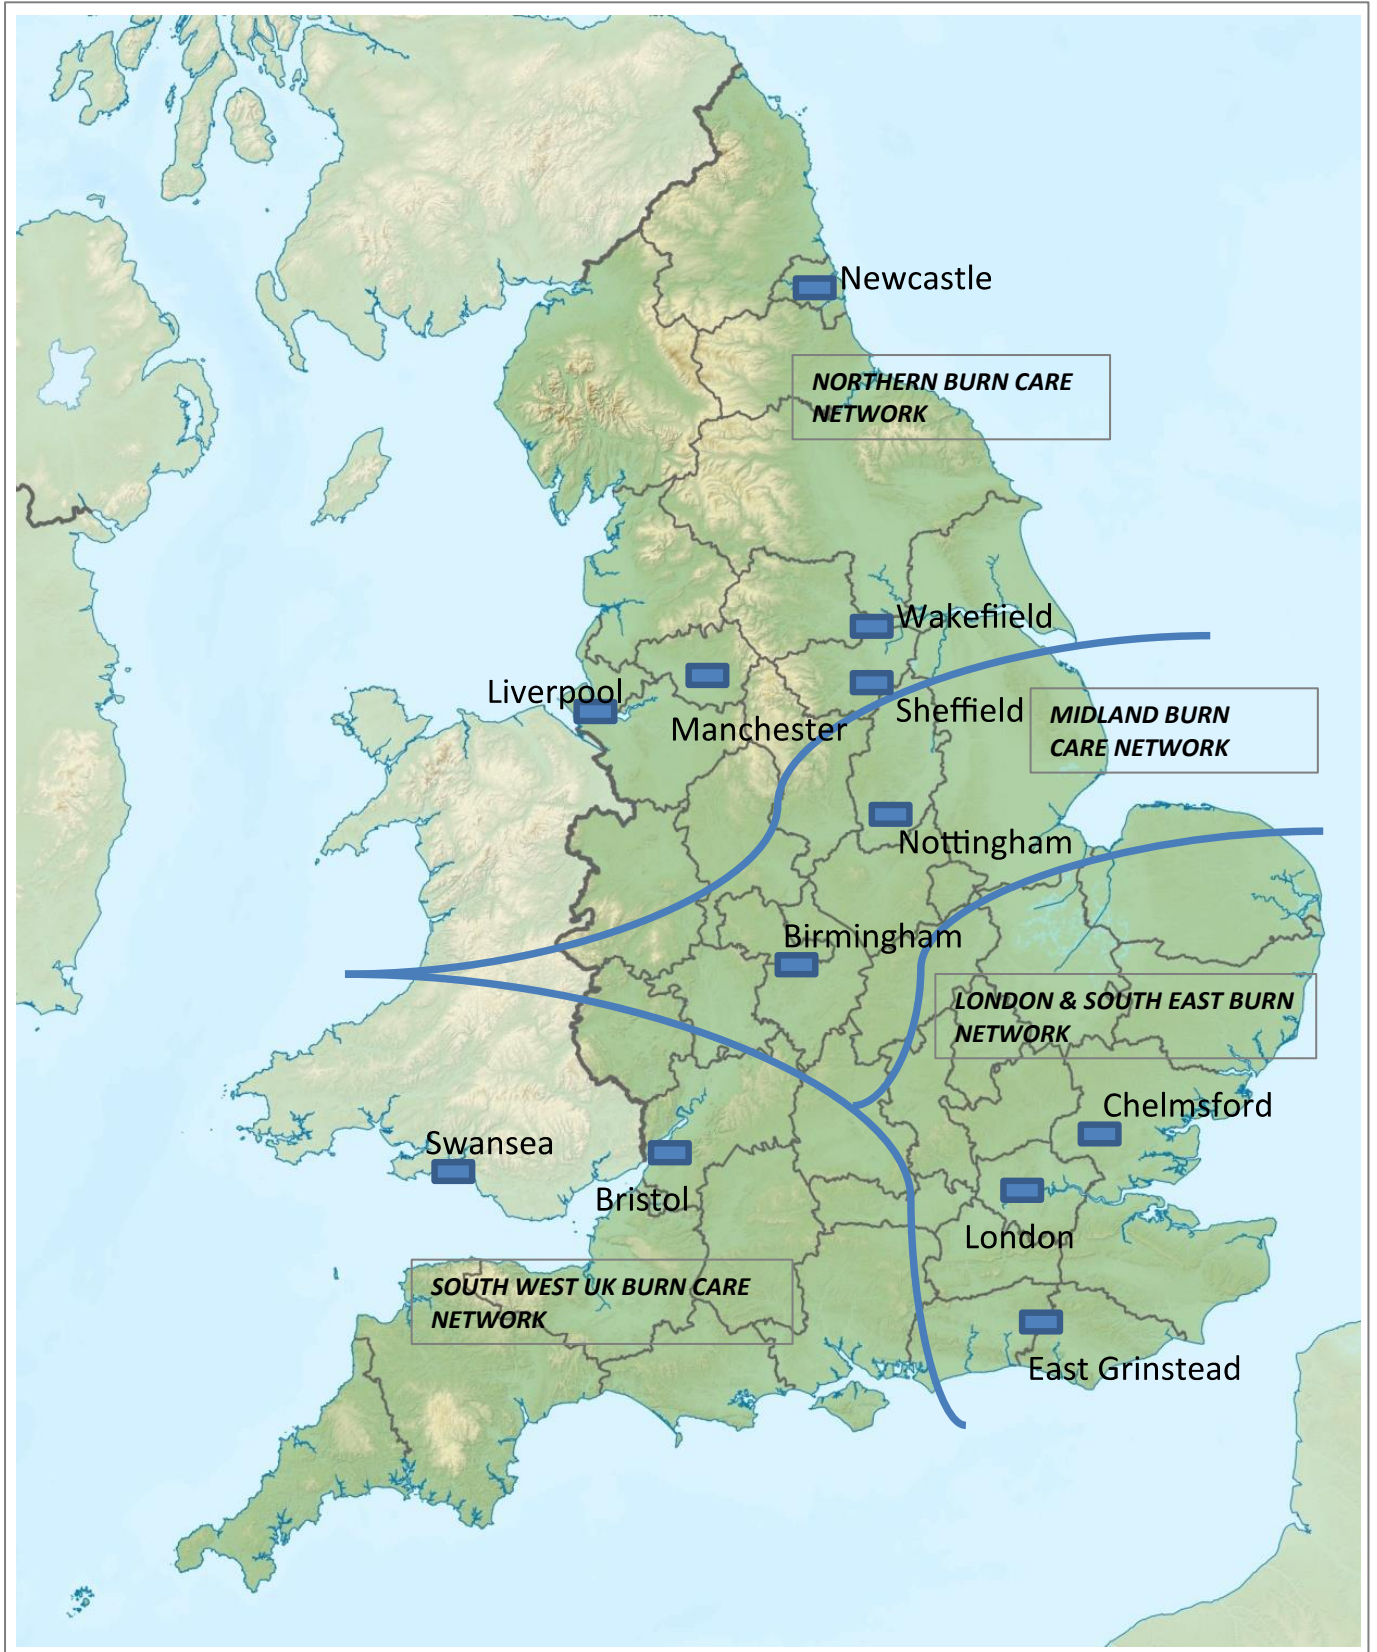 Newcastle
NORTHERN BURN CARE
NETWORK
Wakefiield
Liverpool
Manchester
Sheffield
MIDLAND BURN
CARE NETWORK
Nottingham
Birmingham
LONDON & SOUTH EAST BURN
NETWORK
Chelmsford
Swansea
Bristol
London
SOUTH WEST UK BURN CARE
NETWORK
East Grinstead